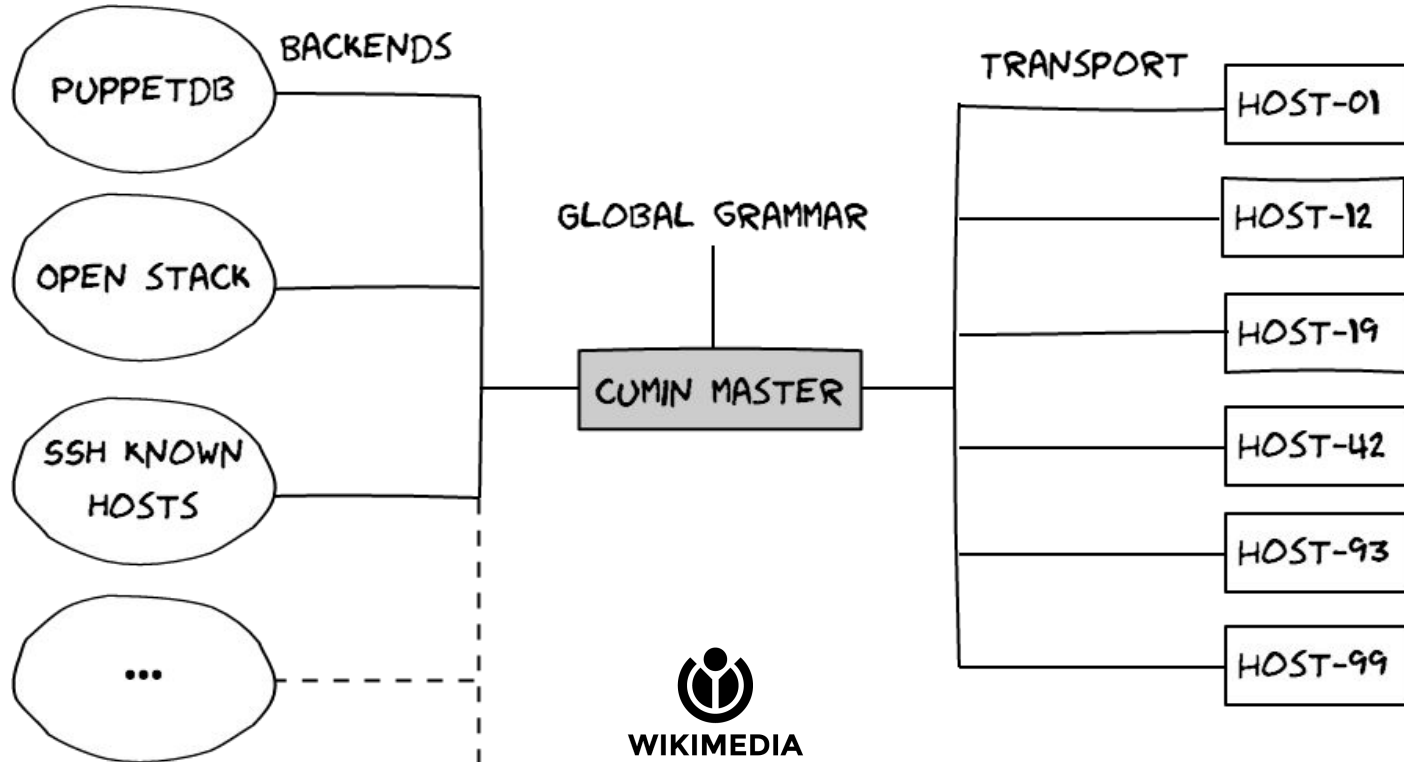 BACKENDS
PUPPETDB
OPEN STACK
SSH KNOWN
HOSTS
...
GLOBAL GRAMMAR
CUMIN MASTER
TRANSPORT
HOST-01
HOST-12
HOST-19
HOST-42
HOST-93
HOST-99
WIKIMEDIA